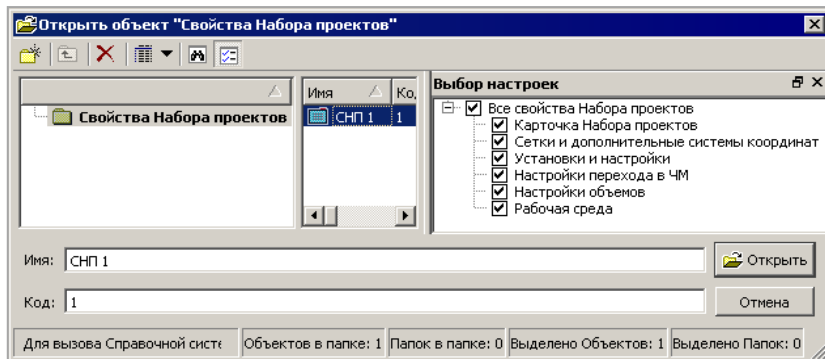 Открыть объект "Свойства Набора проектов"
Выбор настроек
Имя Ко
Свойства Набора проектов
СНП 1 1
Все свойства Набора проектов
Карточка Набора проектов
Сетки и дополнительные системы координат
Установки и настройки
Настройки перехода в ЧМ
Настройки объемов
Рабочая среда
Имя: СНП 1 Открыть
Код: 1 Отмена
Для вызова Справочной систе Объектов в папке: 1 Папок в папке: 0 Выделено Объектов: 1 Выделено Папок: 0